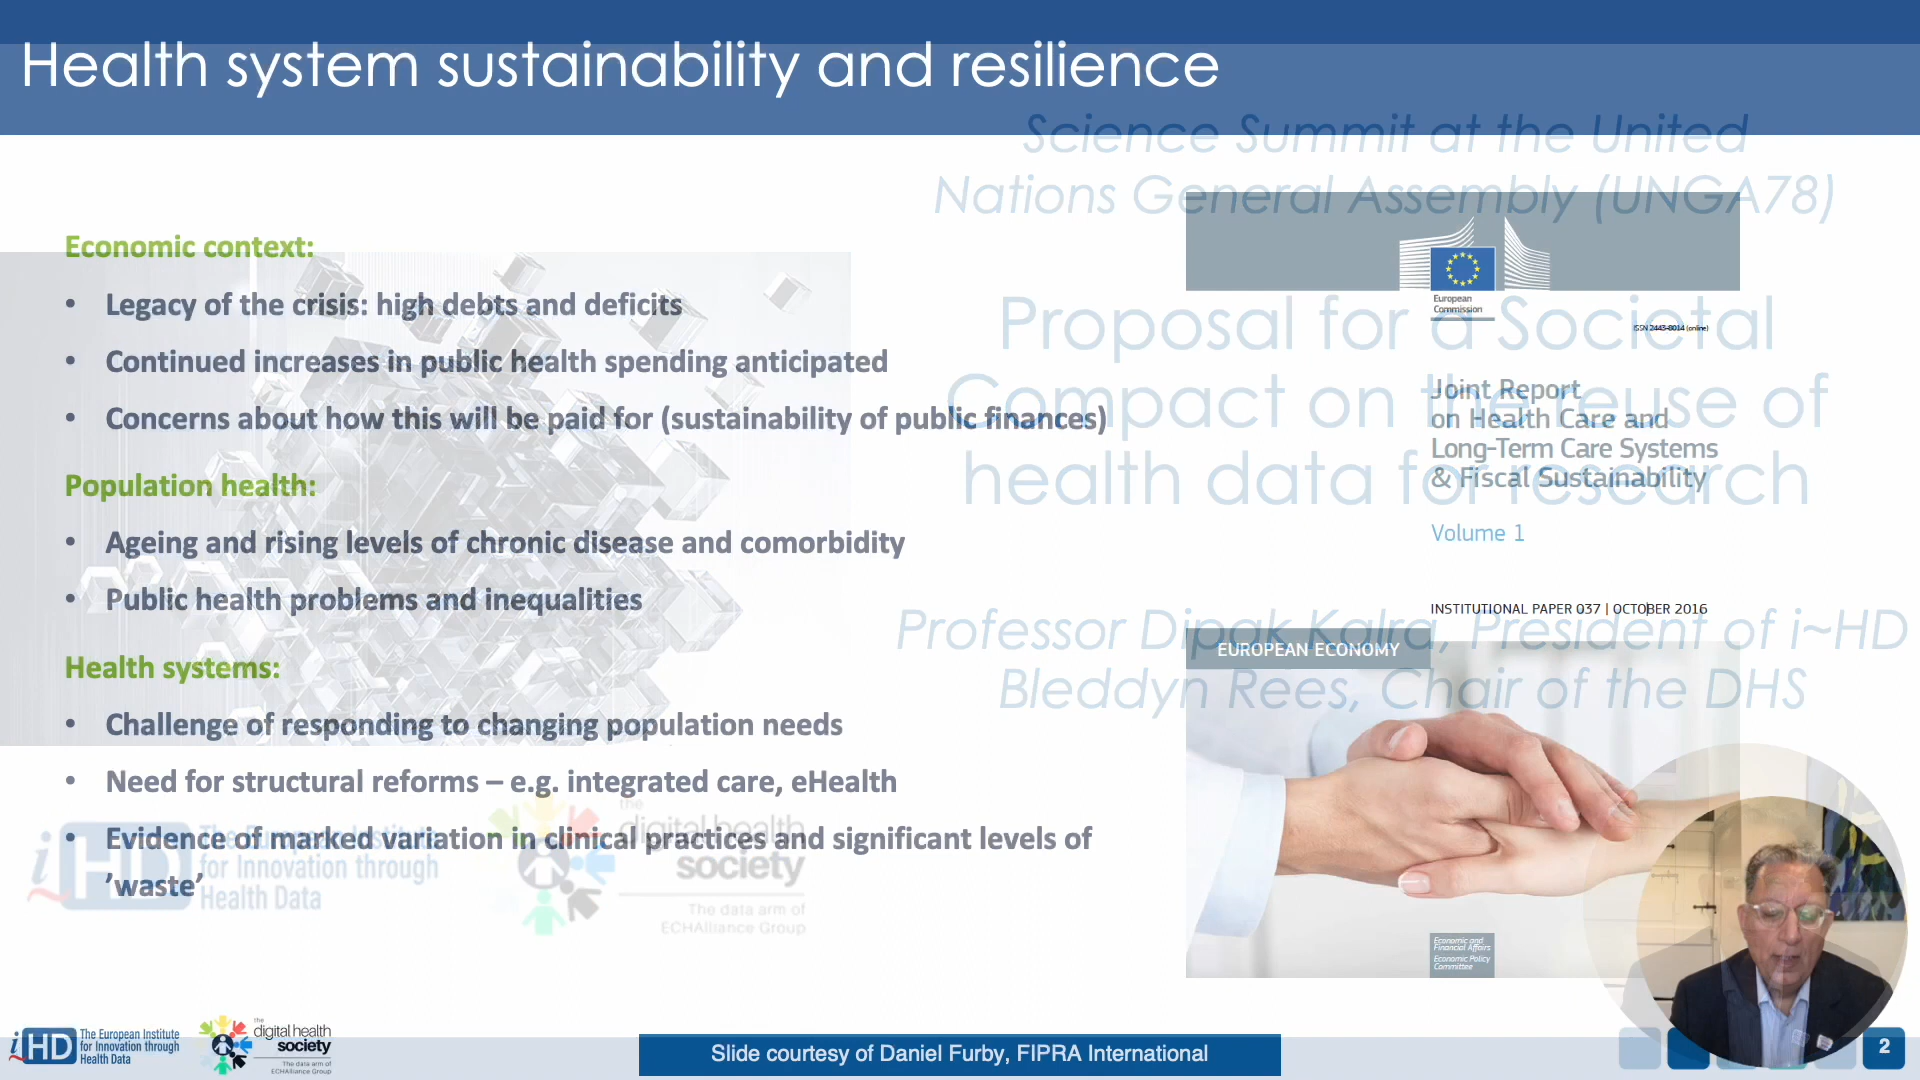 Health system sustainability and resilience
Science Summit at the United
Nations General Assembly (UNGA78)
Economic context:
• Legacy of the crisis: high debts and deficits
• Continued increases in public health spending anticipated
• Concerns about how this will be paid for (sustainability of public finances)
Population health:
• Ageing and rising levels of chronic disease and comorbidity
• Public health problems and inequalities
Health systems:
• Challenge of responding to changing population needs
• Need for structural reforms – e.g. integrated care, eHealth
• Evidence of marked variation in clinical practices and significant levels of
’waste’
Proposal for a Societal
Compact on the reuse of
health data for research
Professor Dipak Kalra, President of i~HD
Bleddyn Rees, Chair of the DHS
European
Commission
ISSN 2443-8014 (online)
Joint Report
on Health Care and
Long-Term Care Systems
& Fiscal Sustainability
Volume 1
INSTITUTIONAL PAPER 037 | OCTOBER 2016
EUROPEAN ECONOMY
Economic and
Financial Affairs
Economic Policy
Committee
iHD
The European Institute
for Innovation through
Health Data
the
digital health
society
The data arm of
ECHAlliance Group
iHD
The European Institute
for Innovation through
Health Data
the
digital health
society
The data arm of
ECHAlliance Group
Slide courtesy of Daniel Furby, FIPRA International
2